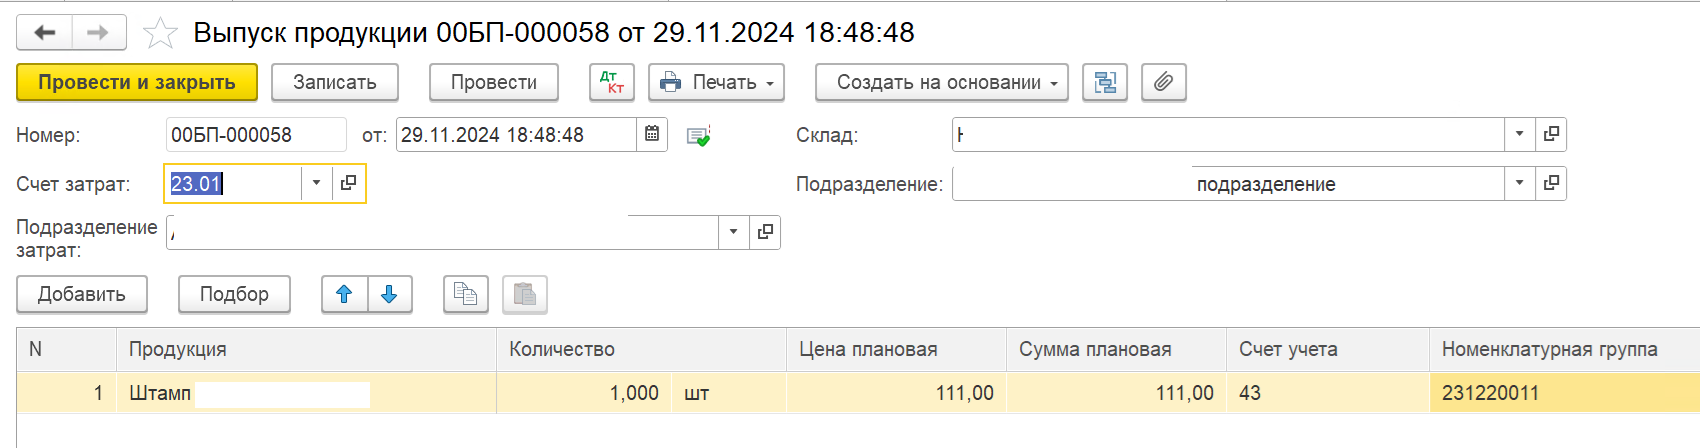 Выпуск продукции 00БП-000058 от 29.11.2024 18:48:48
Провести и закрыть Записать Провести Дт Кт Печать Создать на основании
Номер: 00БП-000058 от: 29.11.2024 18:48:48 Склад:
Счет затрат: 23.01 Подразделение: подразделение
Подразделение
затрат:
Добавить Подбор
N Продукция Количество Цена плановая Сумма плановая Счет учета Номенклатурная группа
1 Штамп 1,000 шт 111,00 111,00 43 231220011